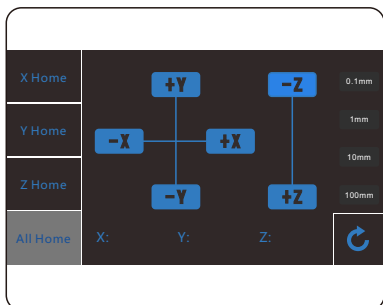 X Home
Y Home
Z Home
All Home
+Y
-X
+X
-Y
-Z
+Z
0.1mm
1mm
10mm
100mm
X:
Y:
Z: